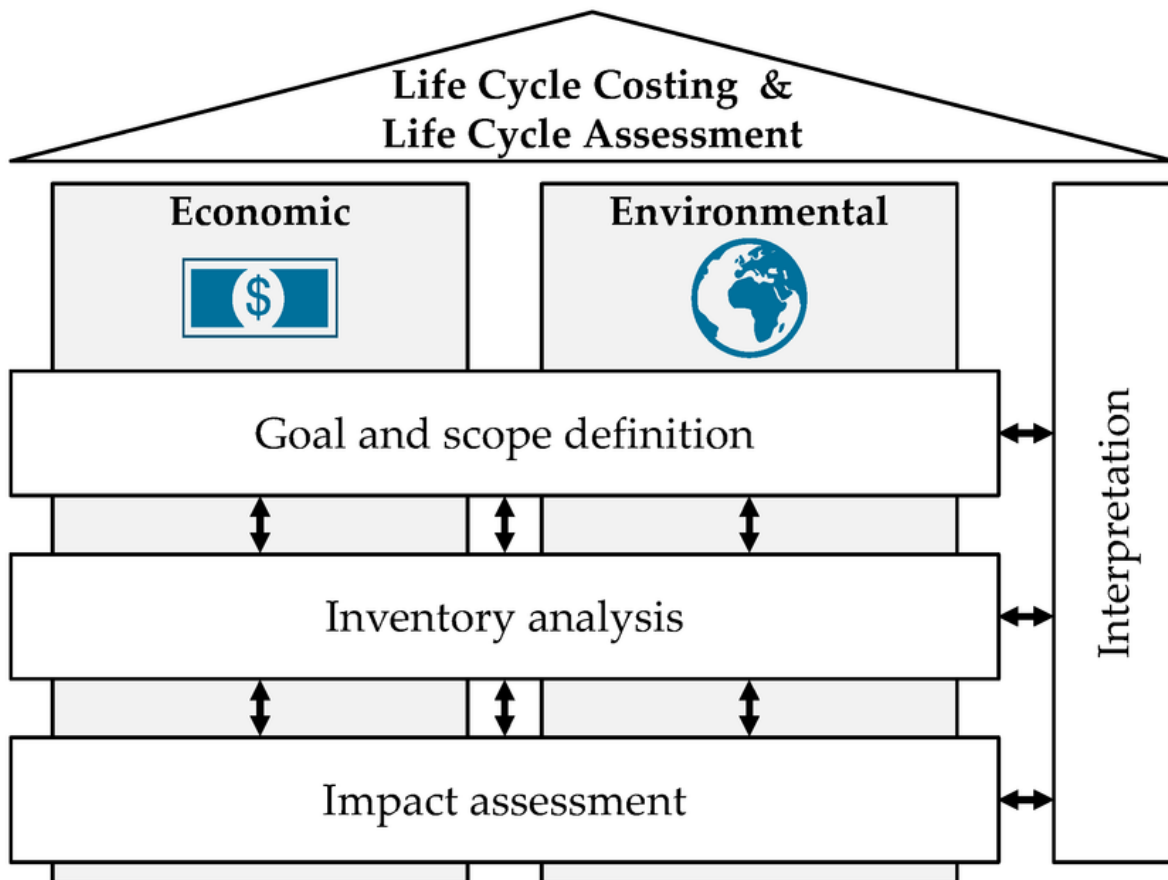 Life Cycle Costing &
Life Cycle Assessment
Economic
Environmental
$
Goal and scope definition
Inventory analysis
Impact assessment
Interpretation